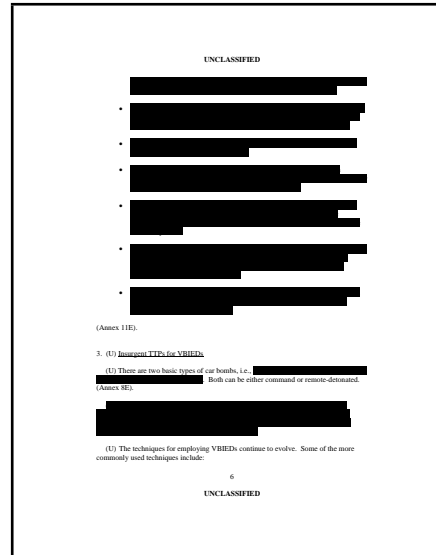 UNCLASSIFIED
(Annex 11E).
3. (U) Insurgent TTPs for VBIEDs
(U) There are two basic types of car bombs, i.e.,
. Both can be either command or remote-detonated.
(Annex 8E).
(U) The techniques for employing VBIEDs continue to evolve. Some of the more
commonly used techniques include:
6
UNCLASSIFIED